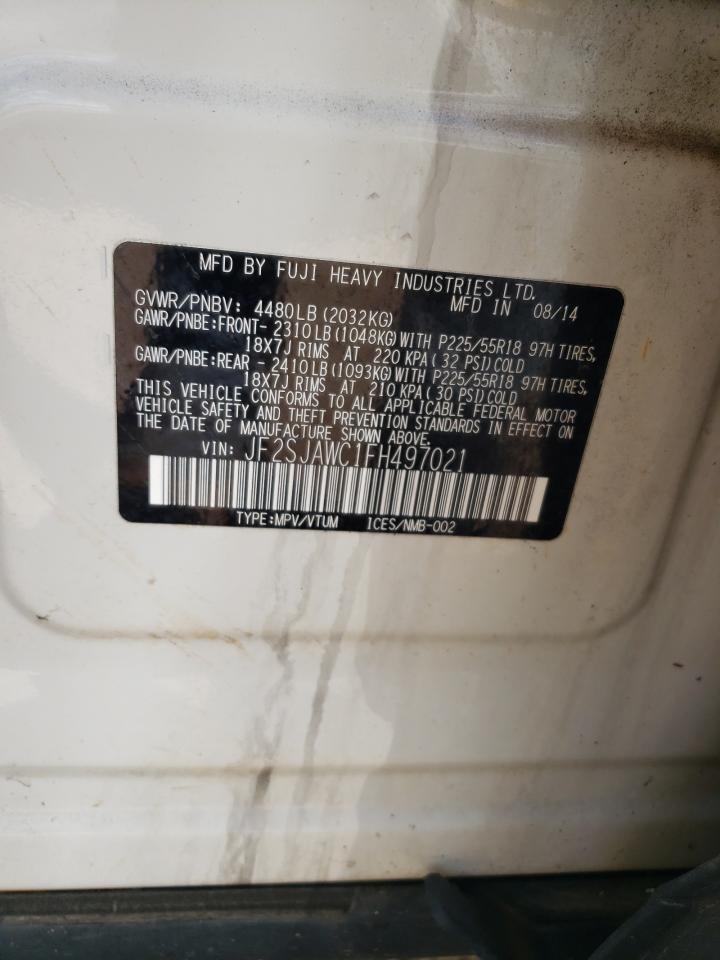 MFD BY FUJI HEAVY INDUSTRIES LTD.
MFD IN 08/14
GVWR/PNBV: 4480LB(2032KG)
GAWR/PNBE:FRONT- 2310LB(1048KG)WITH P225/55R18 97H TIRES,
18X7J RIMS AT 220 KPA(32 PSI)COLD
GAWR/PNBE:REAR - 2410LB(1093KG)WITH P225/55R18 97H TIRES,
18X7J RIMS AT 210 KPA(30 PSI)COLD
THIS VEHICLE CONFORMS TO ALL APPLICABLE FEDERAL MOTOR
VEHICLE SAFETY AND THEFT PREVENTION STANDARDS IN EFFECT ON
THE DATE OF MANUFACTURE SHOWN ABOVE.
VIN: JF2SJAWC1FH497021
TYPE:MPV/VTUM ICES/NMB-002